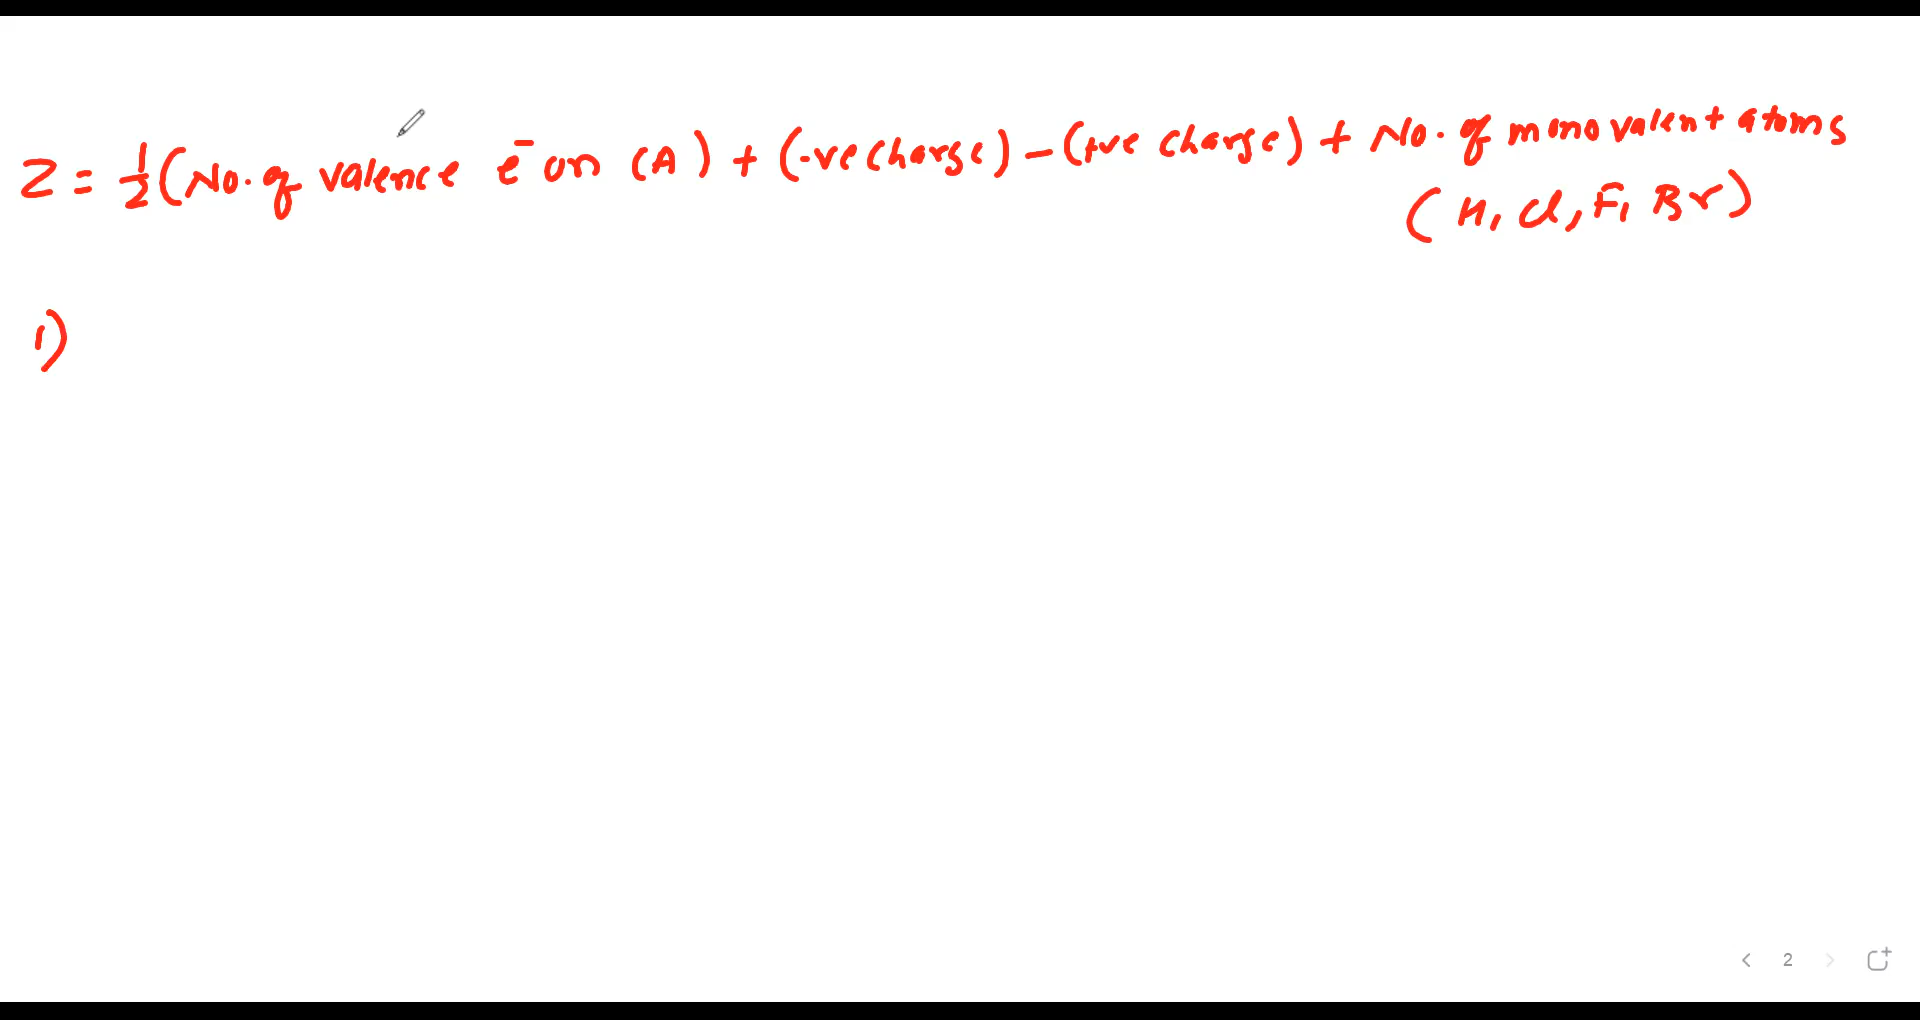 Z = 1/2 (No. of valence e̅ on (A) + (-ve charge) - (+ve charge) + No. of monovalent atoms
(H, Cl, F, Br)
1)
2